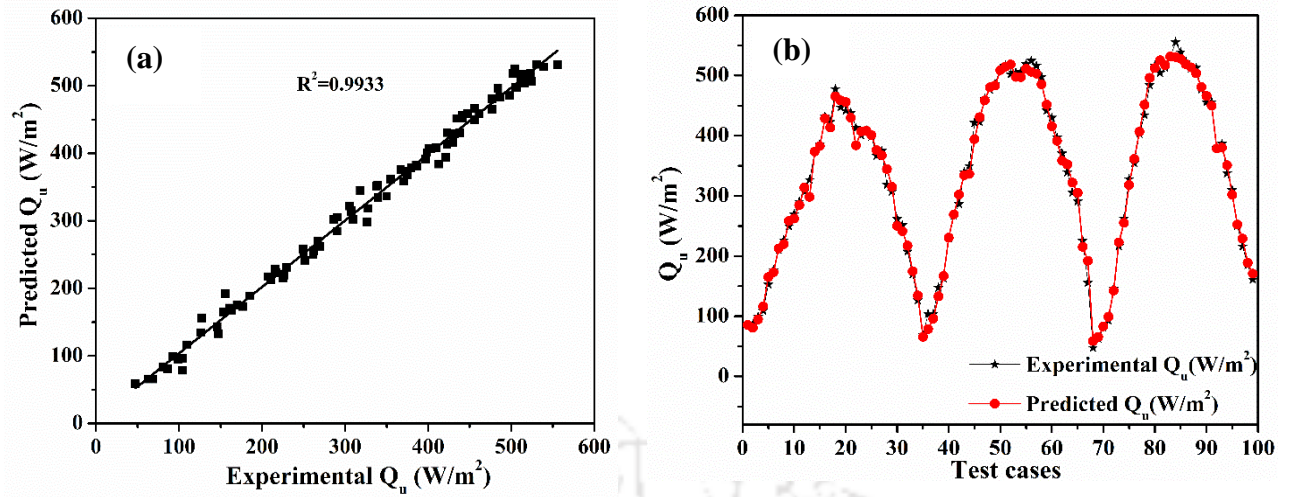 (a)
R²=0.9933
Predicted Qᵤ (W/m²)
600
500
400
300
200
100
0
0 100 200 300 400 500 600
Experimental Qᵤ (W/m²)
(b)
Qᵤ (W/m²)
600
500
400
300
200
100
0
Experimental Qᵤ(W/m²)
Predicted Qᵤ(W/m²)
1 10 20 30 40 50 60 70 80 90 100
Test cases